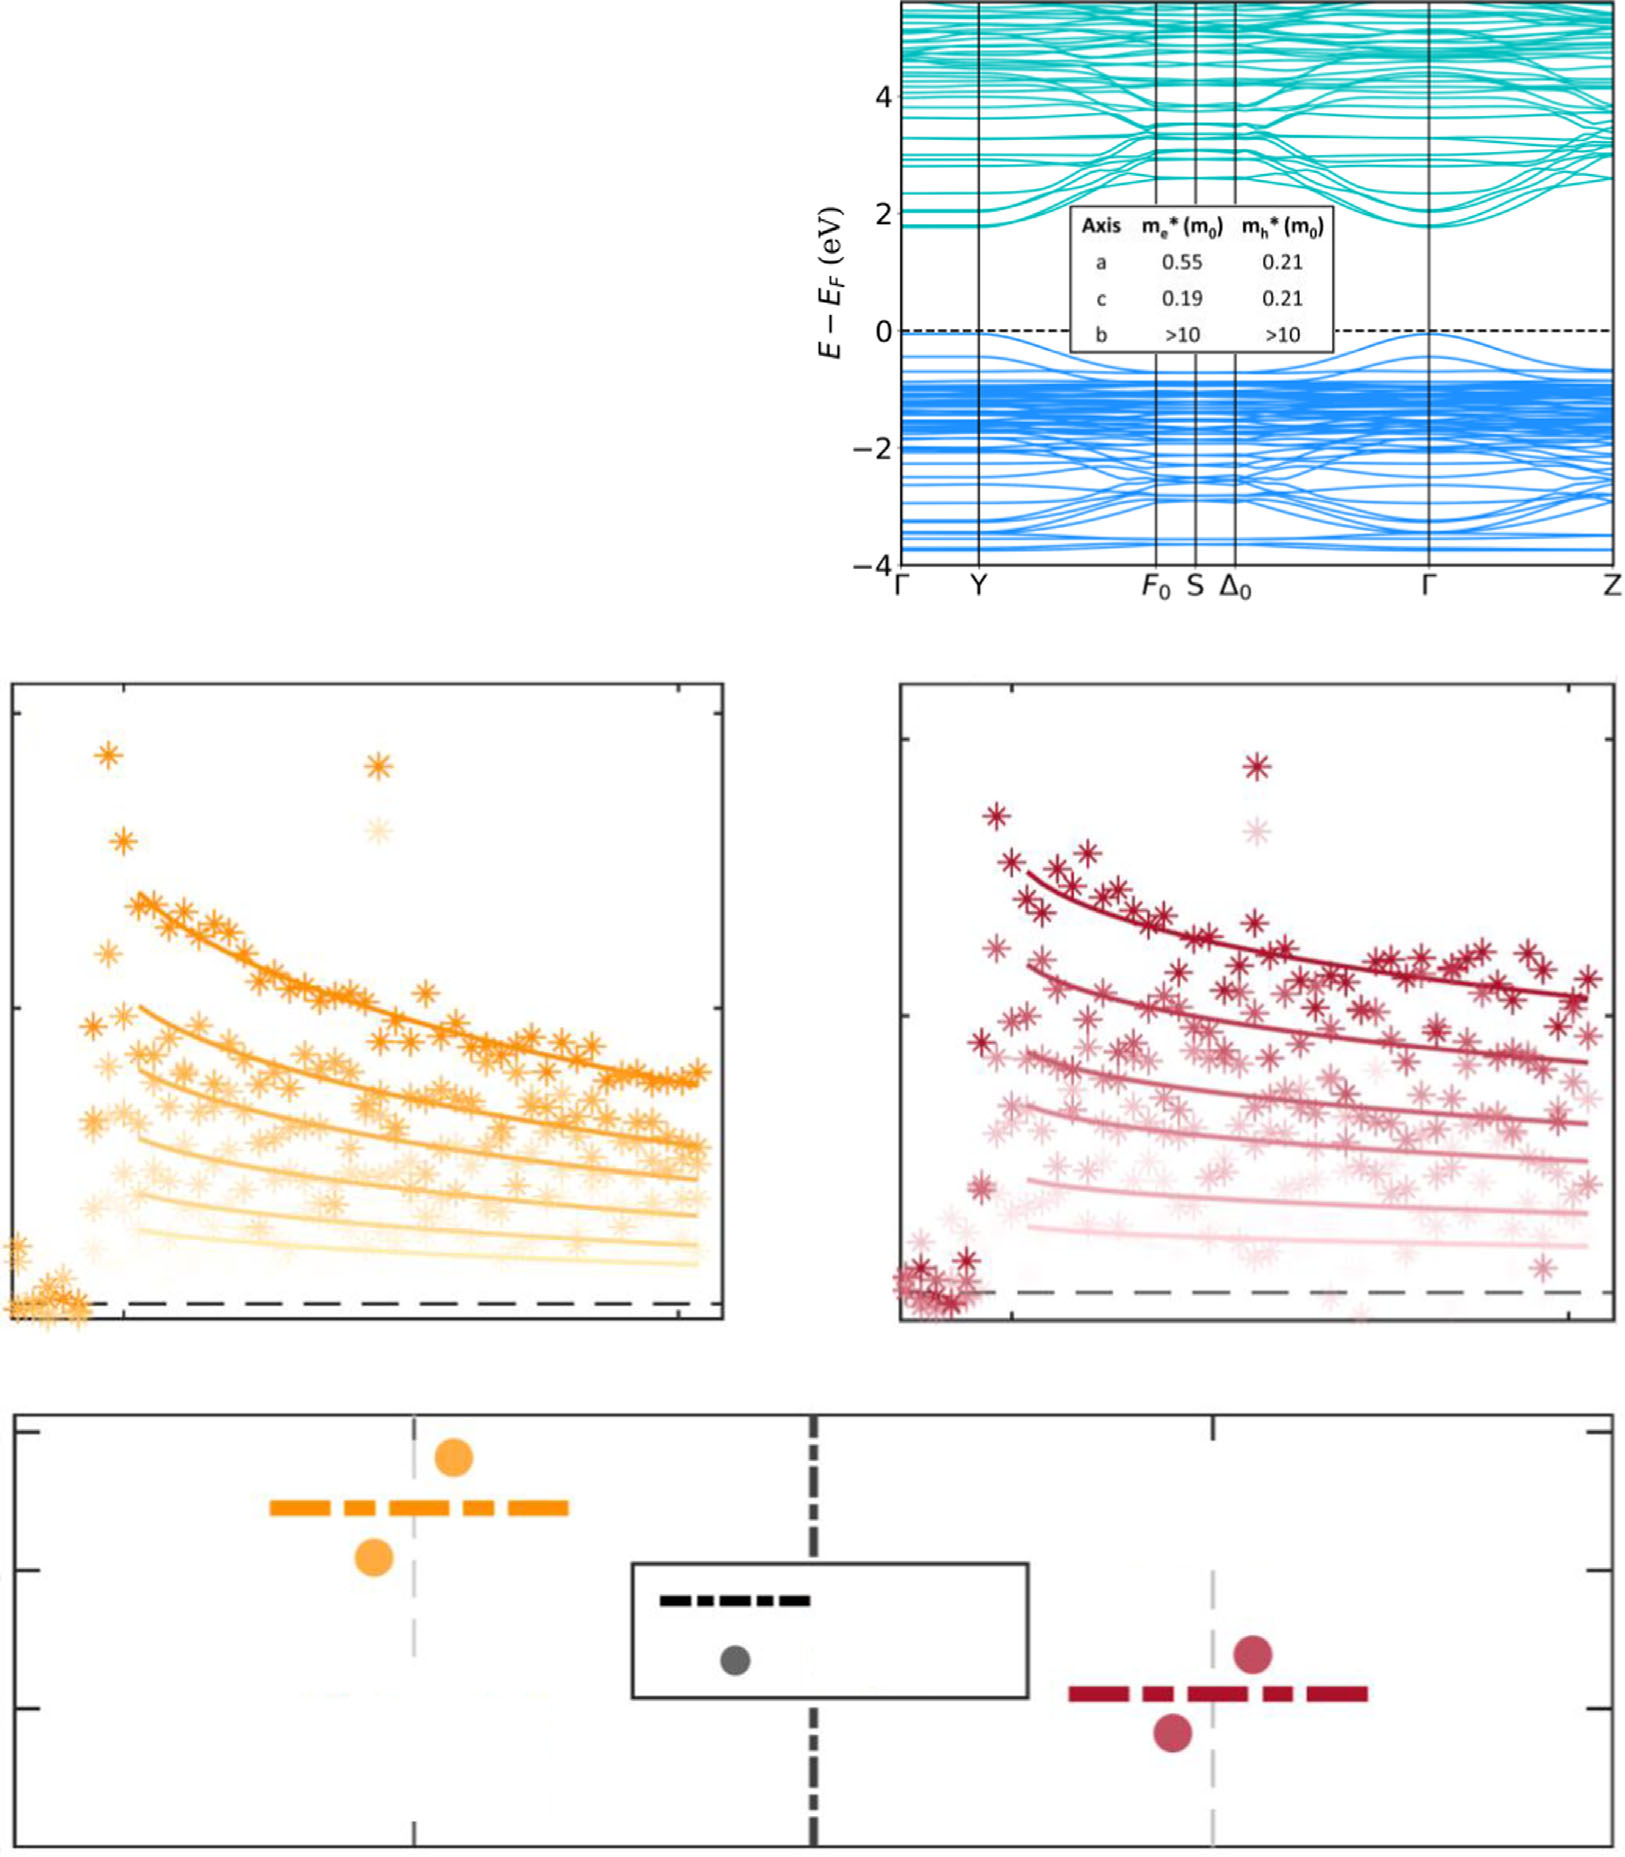 4
2
0
−2
−4
E − E_F (eV)
Axis m_e* (m_0) m_h* (m_0)
a 0.55 0.21
c 0.19 0.21
b >10 >10
Γ Y F_0 S Δ_0 Γ Z